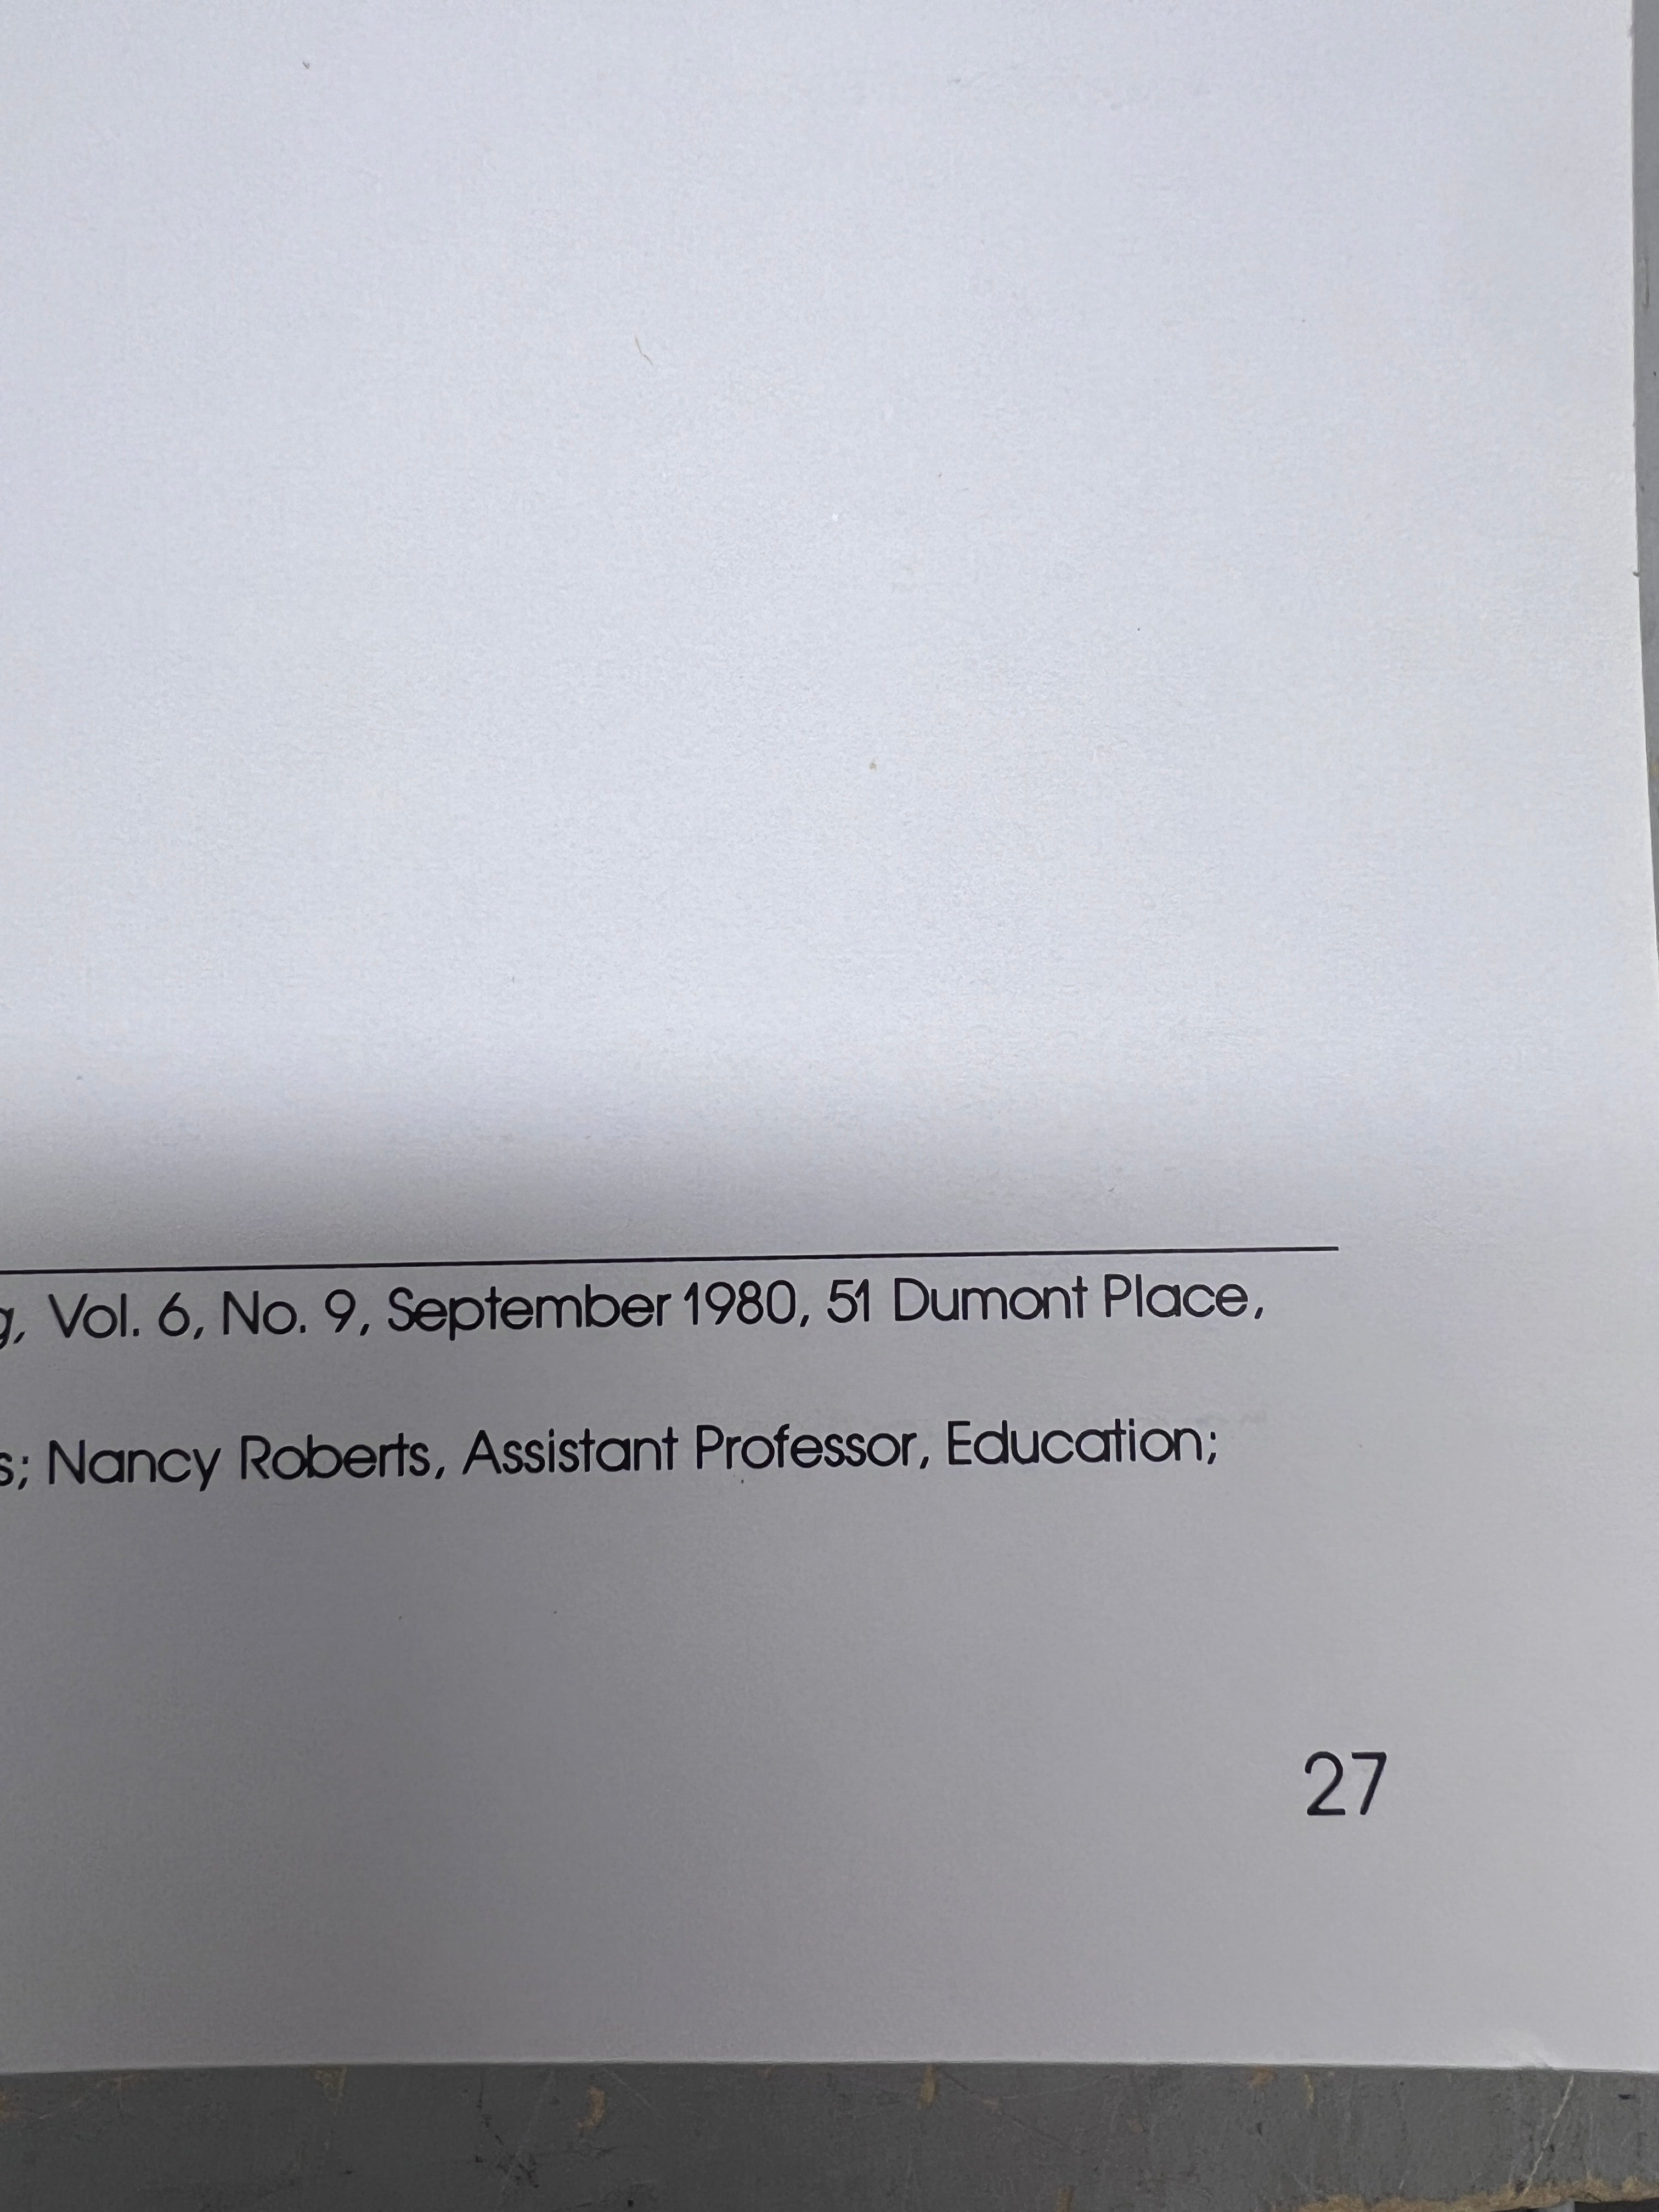 g, Vol. 6, No. 9, September 1980, 51 Dumont Place,
s; Nancy Roberts, Assistant Professor, Education;
27